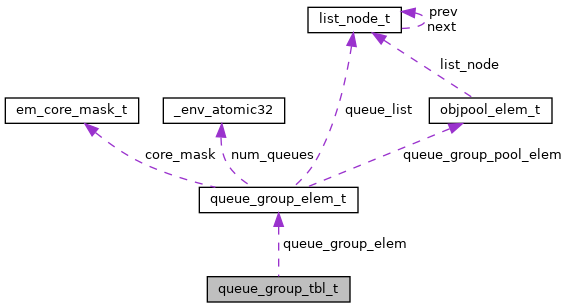 list_node_t
prev
next
list_node
em_core_mask_t
_env_atomic32
queue_list
objpool_elem_t
core_mask
num_queues
queue_group_pool_elem
queue_group_elem_t
queue_group_elem
queue_group_tbl_t